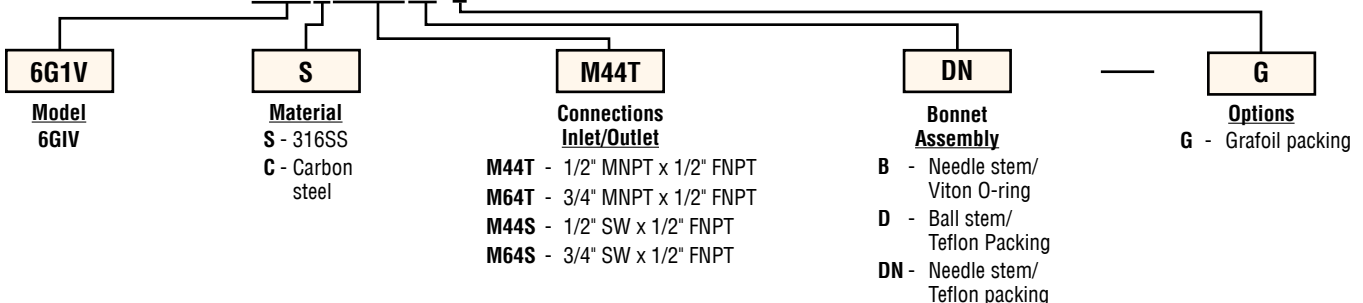 6G1V
S
M44T
DN
—
G
Model
6GIV
Material
S - 316SS
C - Carbon
steel
Connections
Inlet/Outlet
M44T - 1/2" MNPT x 1/2" FNPT
M64T - 3/4" MNPT x 1/2" FNPT
M44S - 1/2" SW x 1/2" FNPT
M64S - 3/4" SW x 1/2" FNPT
Bonnet
Assembly
B - Needle stem/
Viton O-ring
D - Ball stem/
Teflon Packing
DN - Needle stem/
Teflon packing
Options
G - Grafoil packing